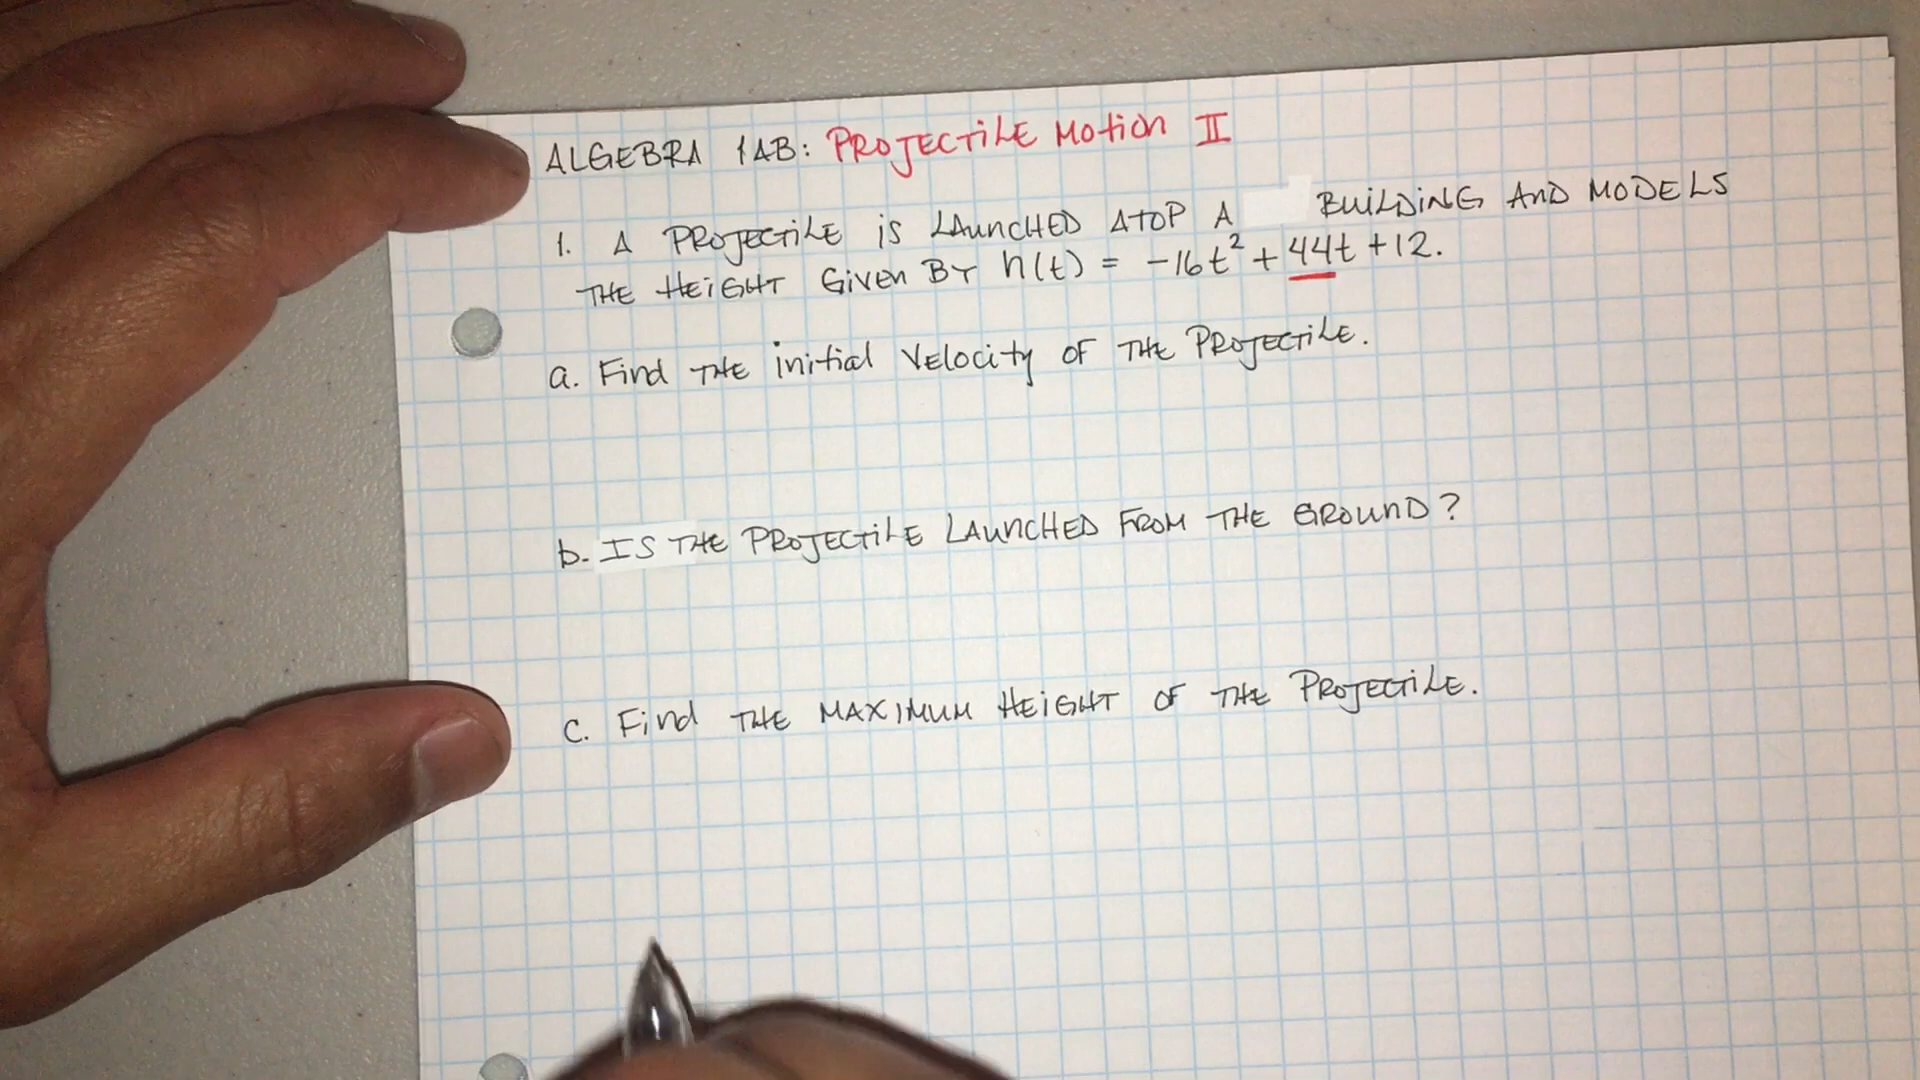 ALGEBRA LAB: PROJECTILE MOTION II
1. A PROJECTILE IS LAUNCHED ATOP A BUILDING AND MODELS
THE HEIGHT GIVEN BY h(t) = -16t² + 44t + 12.
a. Find THE initial Velocity OF THE PROJECTILE.
b. IS THE PROJECTILE LAUNCHED FROM THE GROUND?
c. Find THE MAXIMUM HEIGHT OF THE PROJECTILE.